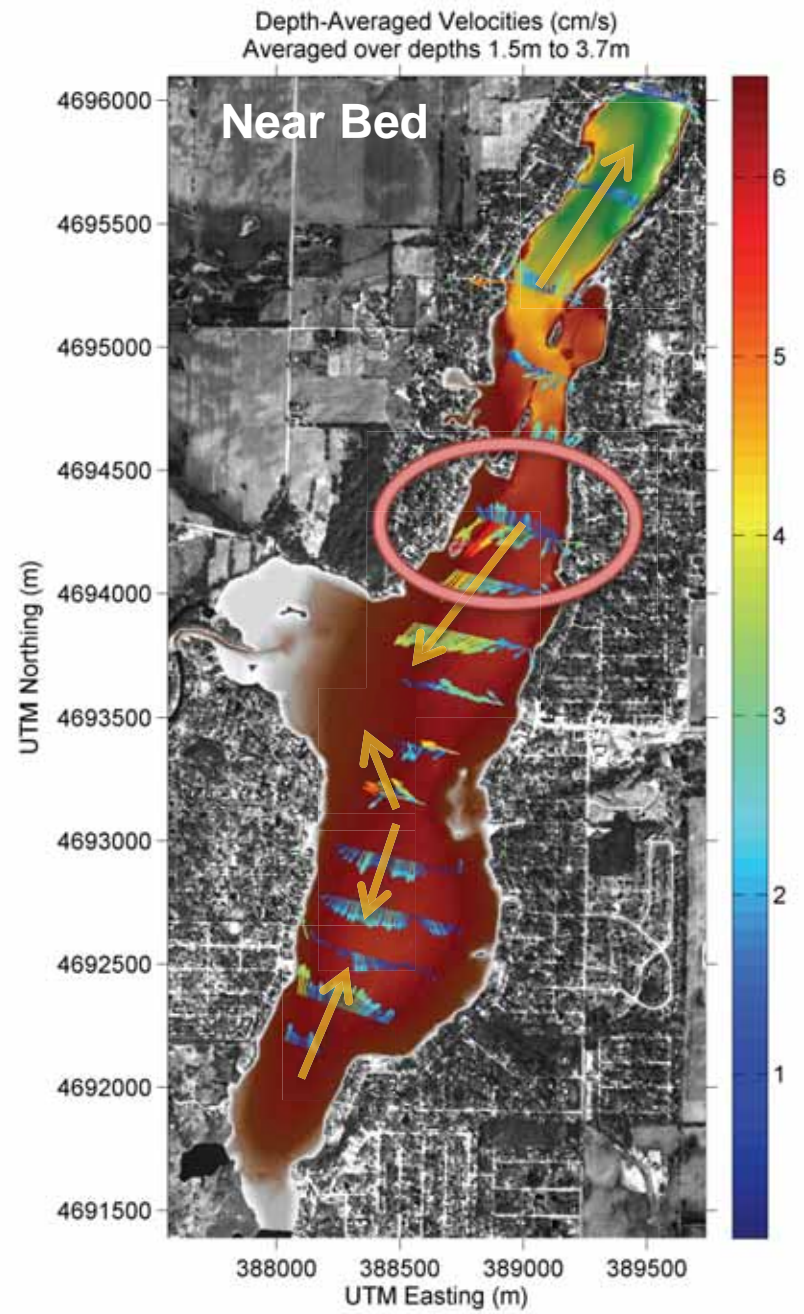 Depth-Averaged Velocities (cm/s)
Averaged over depths 1.5m to 3.7m
Near Bed
4696000
4695500
4695000
4694500
4694000
4693500
4693000
4692500
4692000
4691500
UTM Northing (m)
6
5
4
3
2
1
388000 388500 389000 389500
UTM Easting (m)